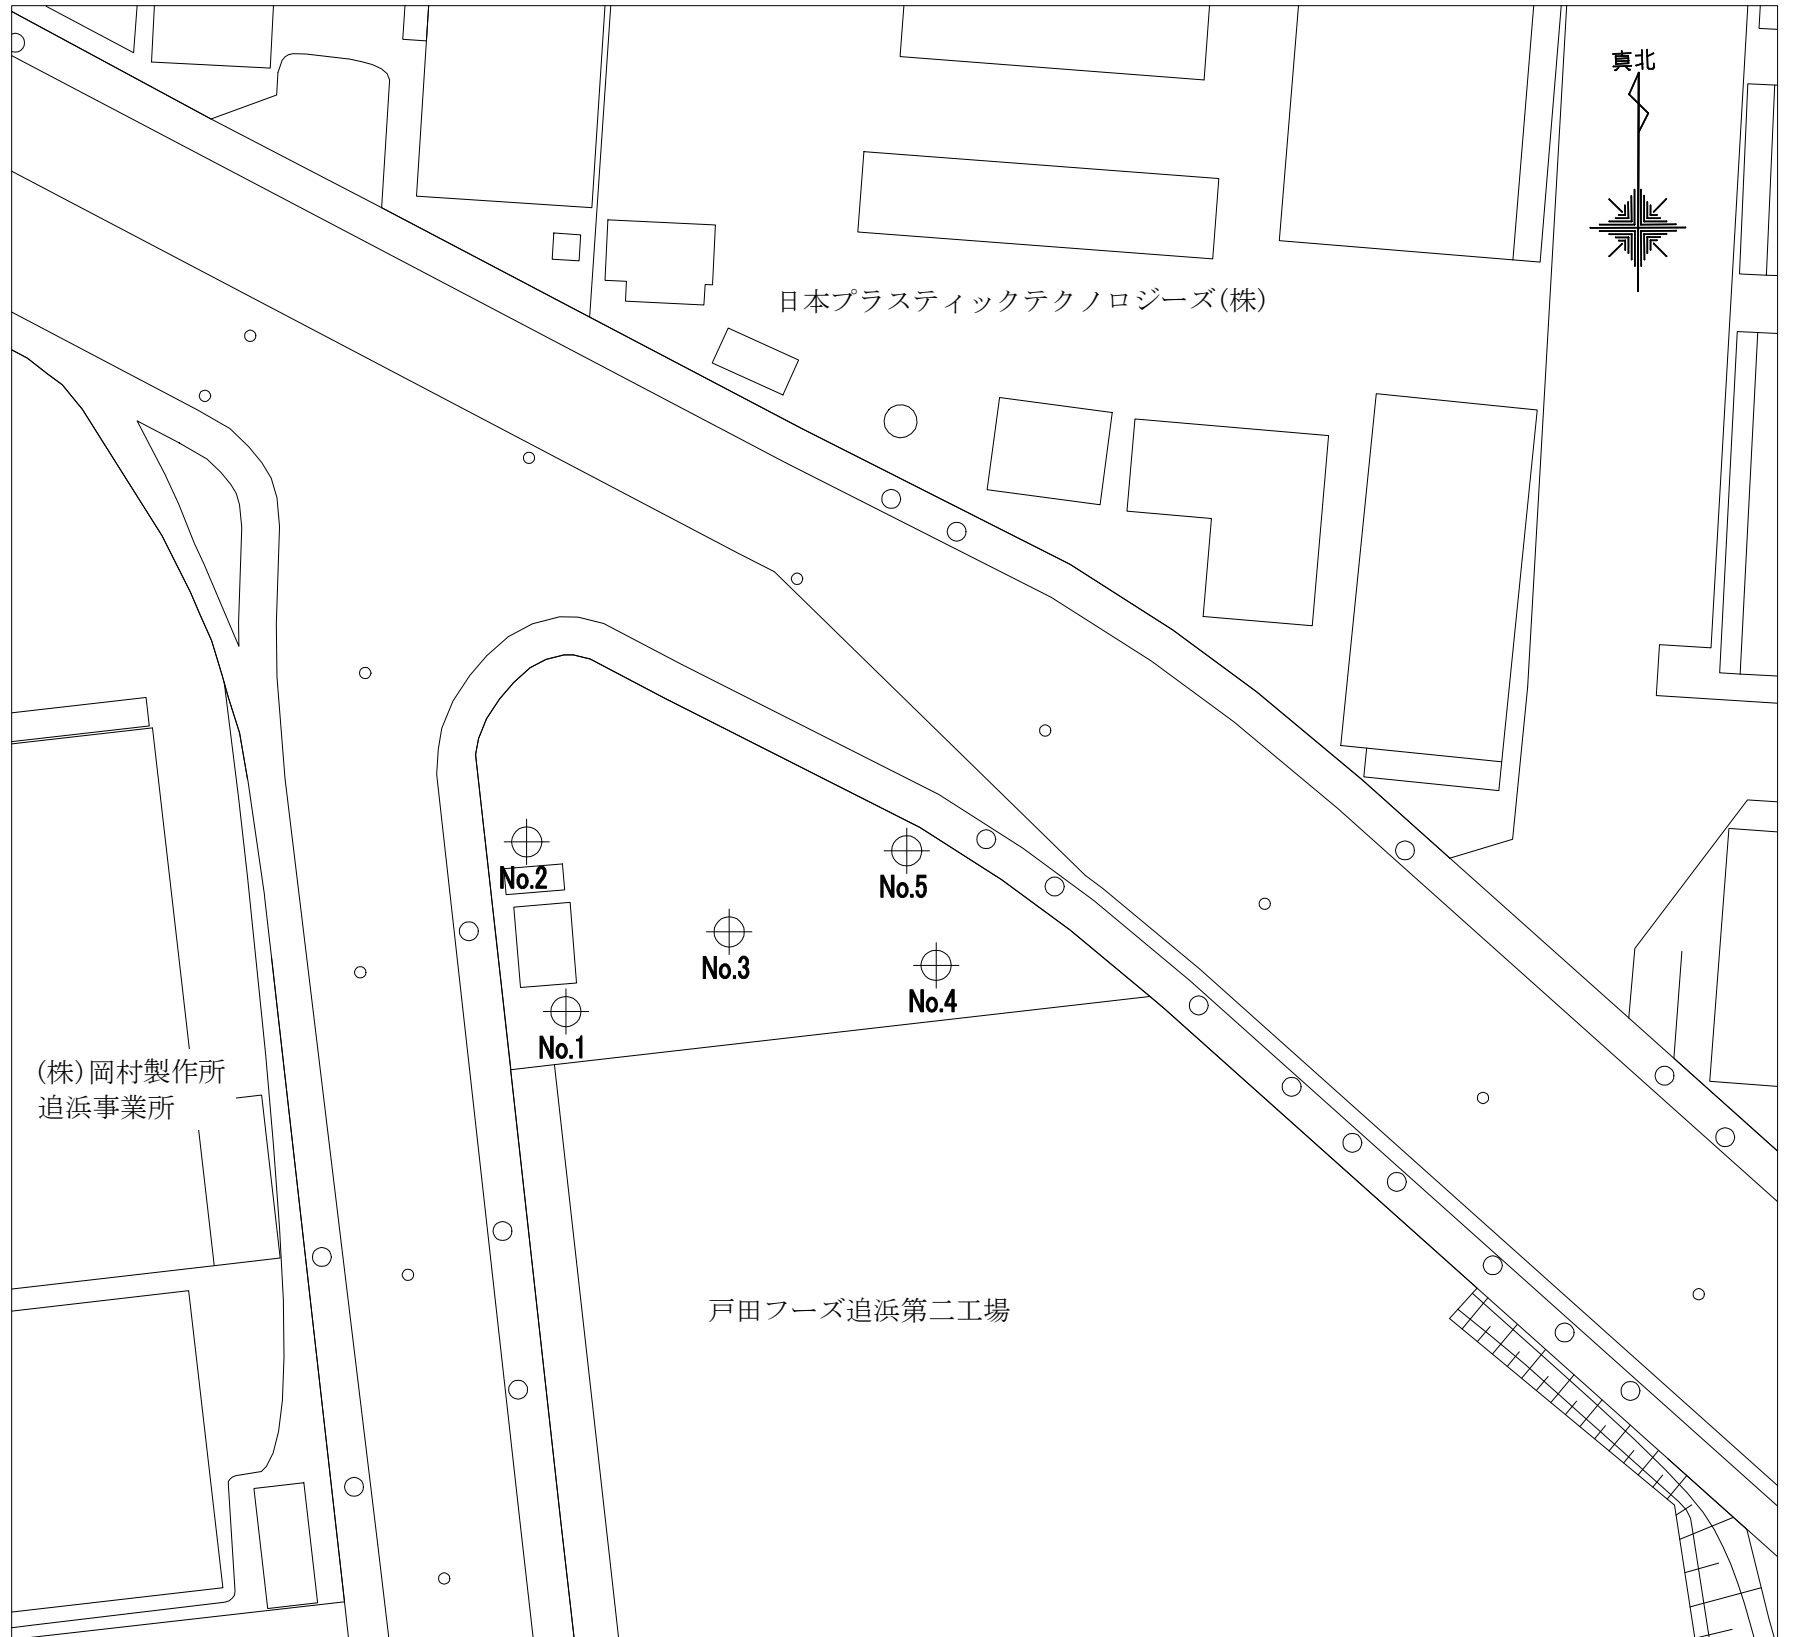 真北
日本プラスティックテクノロジーズ(株)
No.2
No.5
No.3
No.4
No.1
(株)岡村製作所
追浜事業所
戸田フーズ追浜第二工場